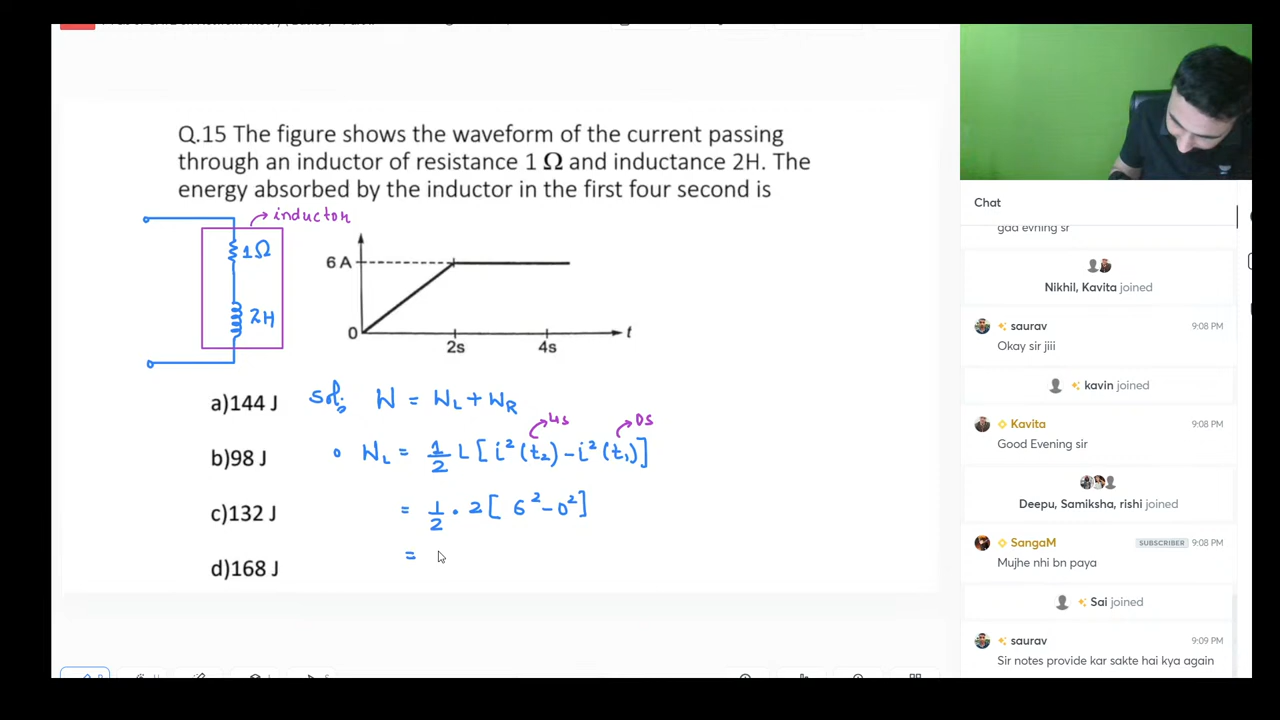 Q.15 The figure shows the waveform of the current passing
through an inductor of resistance 1 Ω and inductance 2H. The
energy absorbed by the inductor in the first four second is
→ inductor
1Ω
2H
6 A
0
2s
4s
t
a)144 J
b)98 J
c)132 J
d)168 J
Sol: W = W_L + W_R
→ 4s → 0s
W_L = 1/2 L [ i² (t₂) - i² (t₁) ]
= 1/2 . 2 [ 6² - 0² ]
=
Chat
gad evning sr
Nikhil, Kavita joined
saurav 9:08 PM
Okay sir jiii
kavin joined
Kavita 9:08 PM
Good Evening sir
Deepu, Samiksha, rishi joined
SangaM SUBSCRIBER 9:08 PM
Mujhe nhi bn paya
Sai joined
saurav 9:09 PM
Sir notes provide kar sakte hai kya again